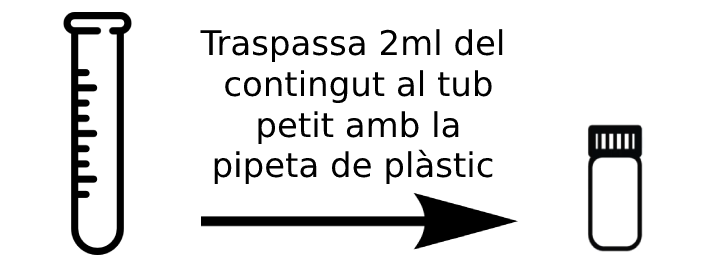 Traspassa 2ml del
contingut al tub
petit amb la
pipeta de plàstic